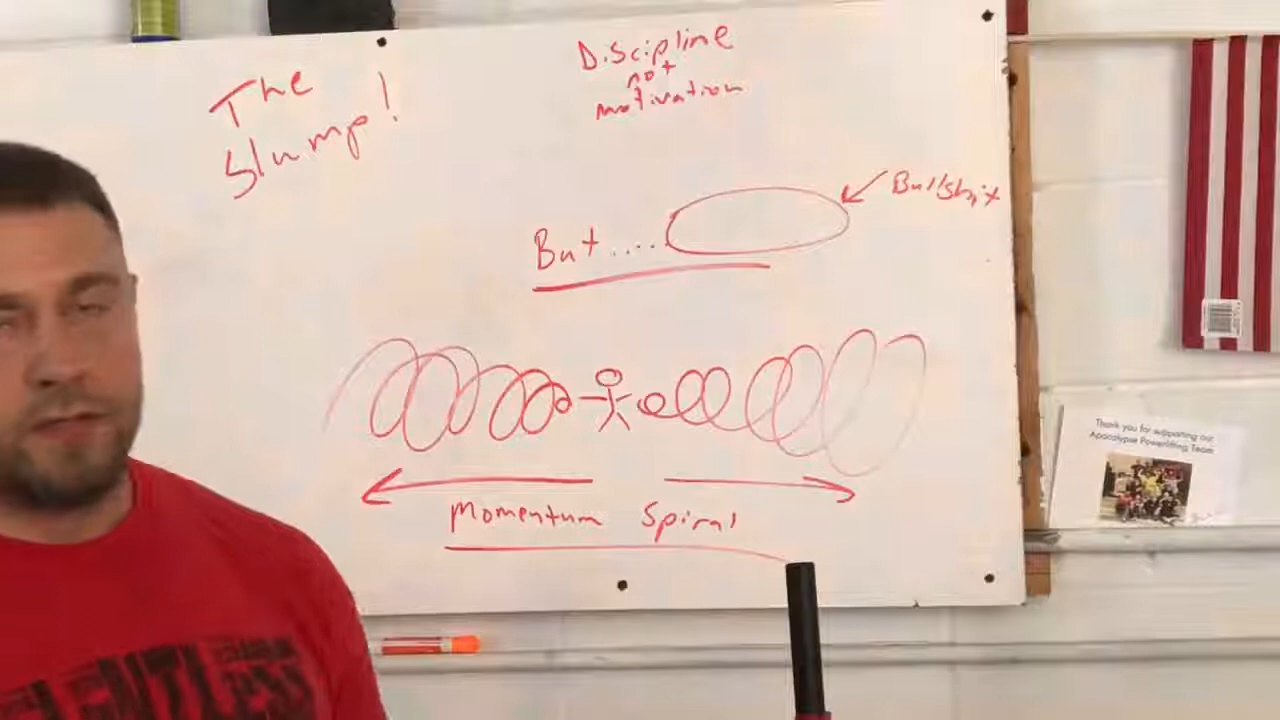 The
Slump!
Discipline
not
motivation
But....
Bullshit
Momentum Spiral
Thank you for supporting our
Apocalypse Powerlifting Team